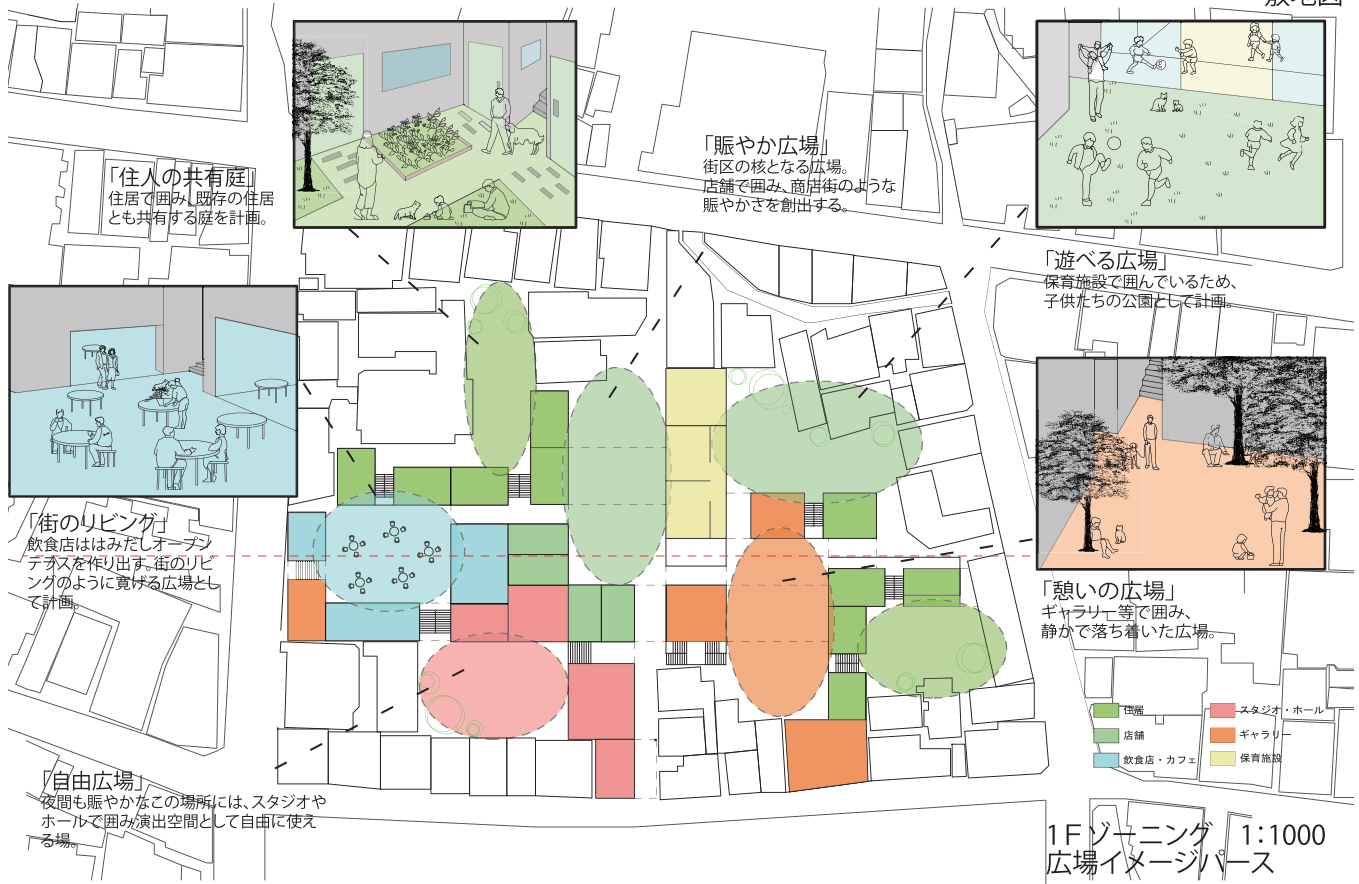 敷地図
「住人の共有庭」
住居で囲み、既存の住居
とも共有する庭を計画。
「賑やか広場」
街区の核となる広場。
店舗で囲み、商店街のような
賑やかさを創出する。
「遊べる広場」
保育施設で囲んでいるため、
子供たちの公園として計画。
「街のリビング」
飲食店ははみだしオープン
テラスを作り出す。街のリビ
ングのように寛げる広場とし
て計画。
「憩いの広場」
ギャラリー等で囲み、
静かで落ち着いた広場。
「自由広場」
夜間も賑やかなこの場所には、スタジオや
ホールで囲み演出空間として自由に使え
る場。
住居
店舗
飲食店・カフェ
スタジオ・ホール
ギャラリー
保育施設
1F ゾーニング 1:1000
広場イメージパース